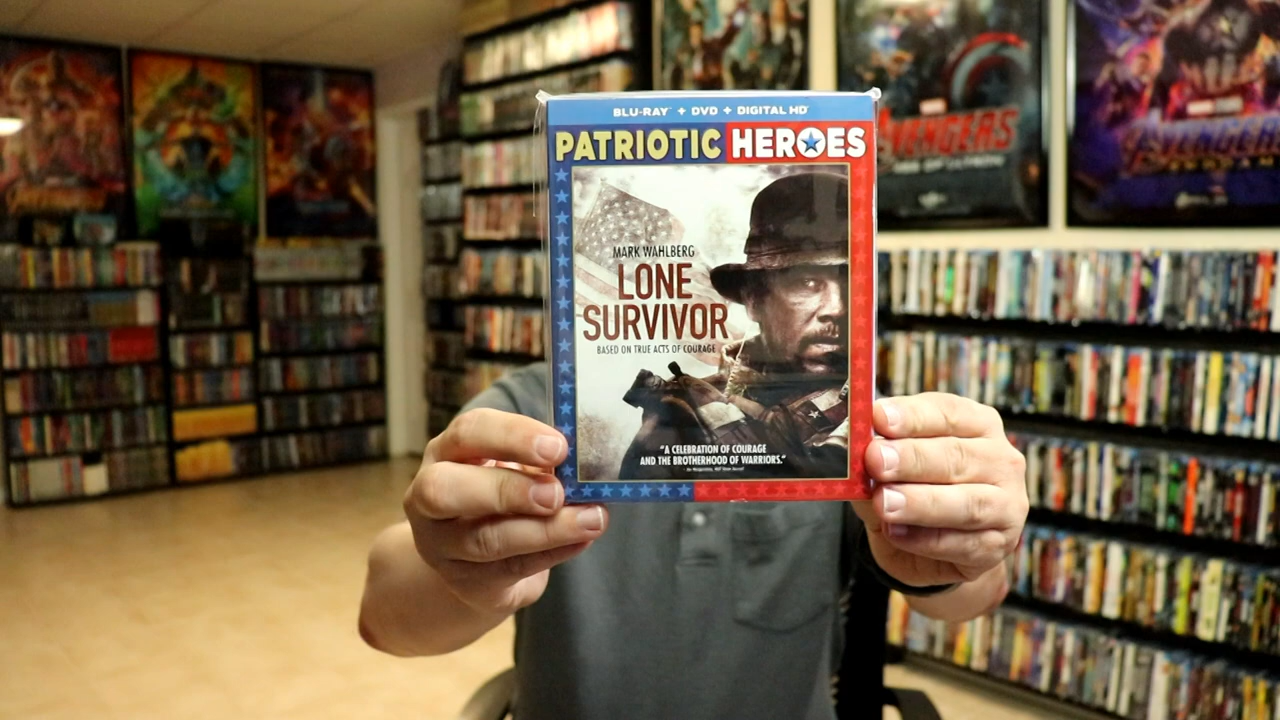 BLU-RAY + DVD + DIGITAL HD
PATRIOTIC HEROES
MARK WAHLBERG
LONE
SURVIVOR
BASED ON TRUE ACTS OF COURAGE
"A CELEBRATION OF COURAGE
AND THE BROTHERHOOD OF WARRIORS."
AVENGERS
AVENGERS